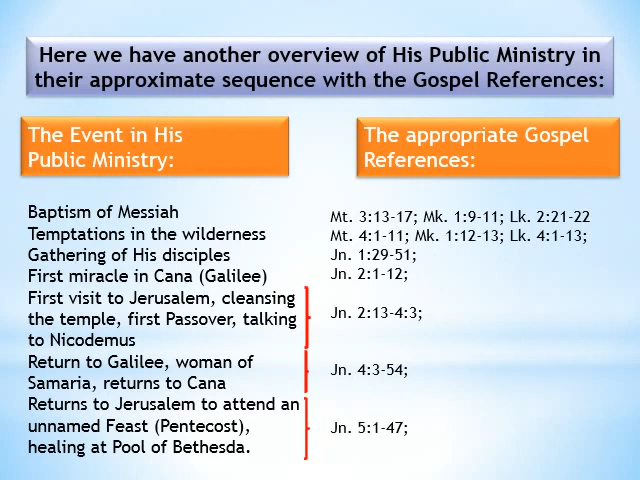 Here we have another overview of His Public Ministry in
their approximate sequence with the Gospel References:
The Event in His
Public Ministry:
The appropriate Gospel
References:
Baptism of Messiah
Temptations in the wilderness
Gathering of His disciples
First miracle in Cana (Galilee)
First visit to Jerusalem, cleansing
the temple, first Passover, talking
to Nicodemus
Return to Galilee, woman of
Samaria, returns to Cana
Returns to Jerusalem to attend an
unnamed Feast (Pentecost),
healing at Pool of Bethesda.
Mt. 3:13-17; Mk. 1:9-11; Lk. 2:21-22
Mt. 4:1-11; Mk. 1:12-13; Lk. 4:1-13;
Jn. 1:29-51;
Jn. 2:1-12;
Jn. 2:13-4:3;
Jn. 4:3-54;
Jn. 5:1-47;